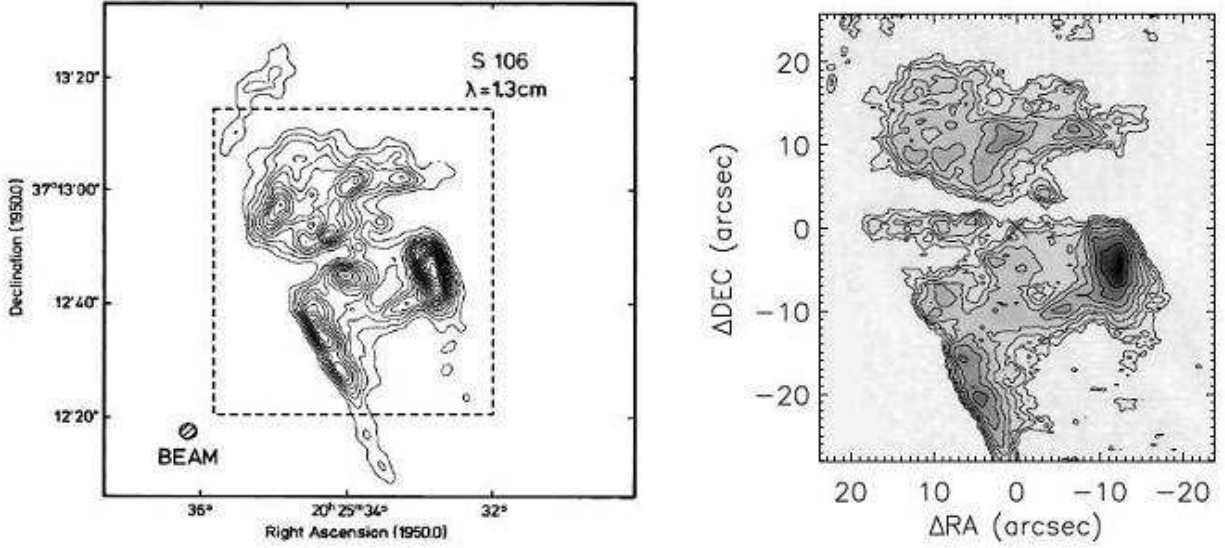 S 106
λ=1.3cm
13'20"
37°13'00"
12'40"
12'20"
Declination (1950.0)
BEAM
36ˢ
20ʰ25ᵐ34ˢ
32ˢ
Right Ascension (1950.0)
20
10
0
−10
−20
ΔDEC (arcsec)
20
10
0
−10
−20
ΔRA (arcsec)